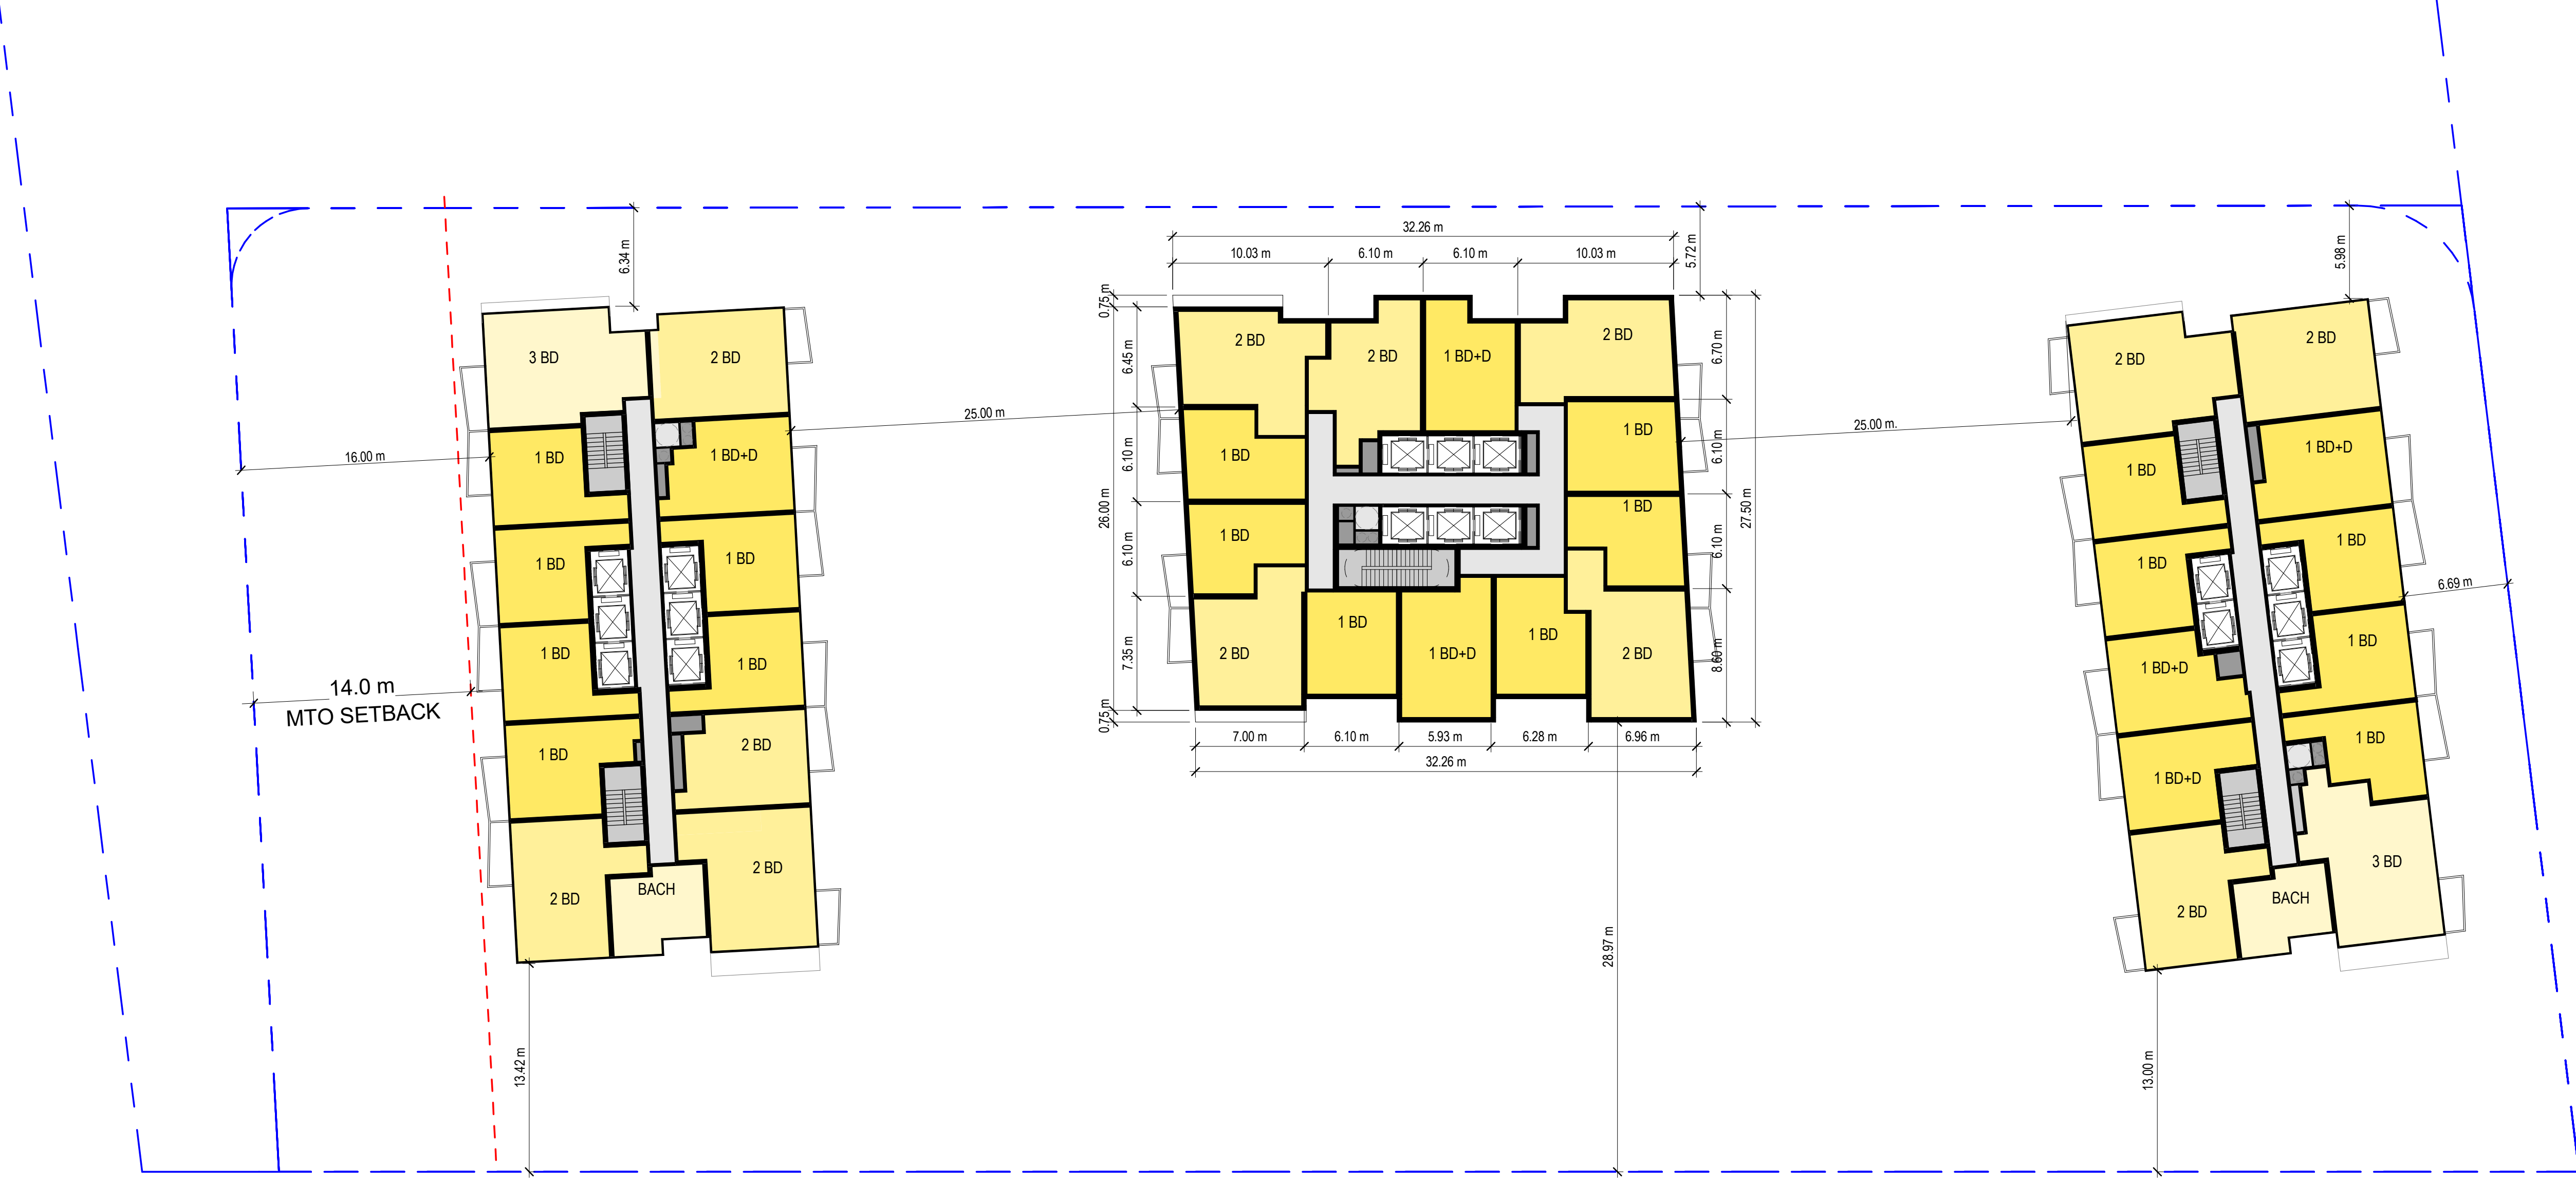 32.26 m
10.03 m
6.10 m
6.10 m
10.03 m
6.34 m
5.72 m
5.98 m
0.75 m
3 BD
2 BD
2 BD
2 BD
1 BD+D
2 BD
2 BD
2 BD
6.45 m
6.70 m
25.00 m
25.00 m.
16.00 m
1 BD
1 BD+D
6.10 m
1 BD
1 BD
6.10 m
1 BD
1 BD+D
26.00 m
27.50 m
1 BD
1 BD
6.10 m
1 BD
1 BD
6.10 m
1 BD
1 BD
6.69 m
14.0 m
MTO SETBACK
1 BD
1 BD
7.35 m
2 BD
1 BD
1 BD+D
1 BD
2 BD
8.60 m
1 BD+D
1 BD
0.75 m
1 BD
2 BD
7.00 m
6.10 m
5.93 m
6.28 m
6.96 m
32.26 m
1 BD+D
1 BD
2 BD
BACH
2 BD
28.97 m
2 BD
BACH
3 BD
13.42 m
13.00 m